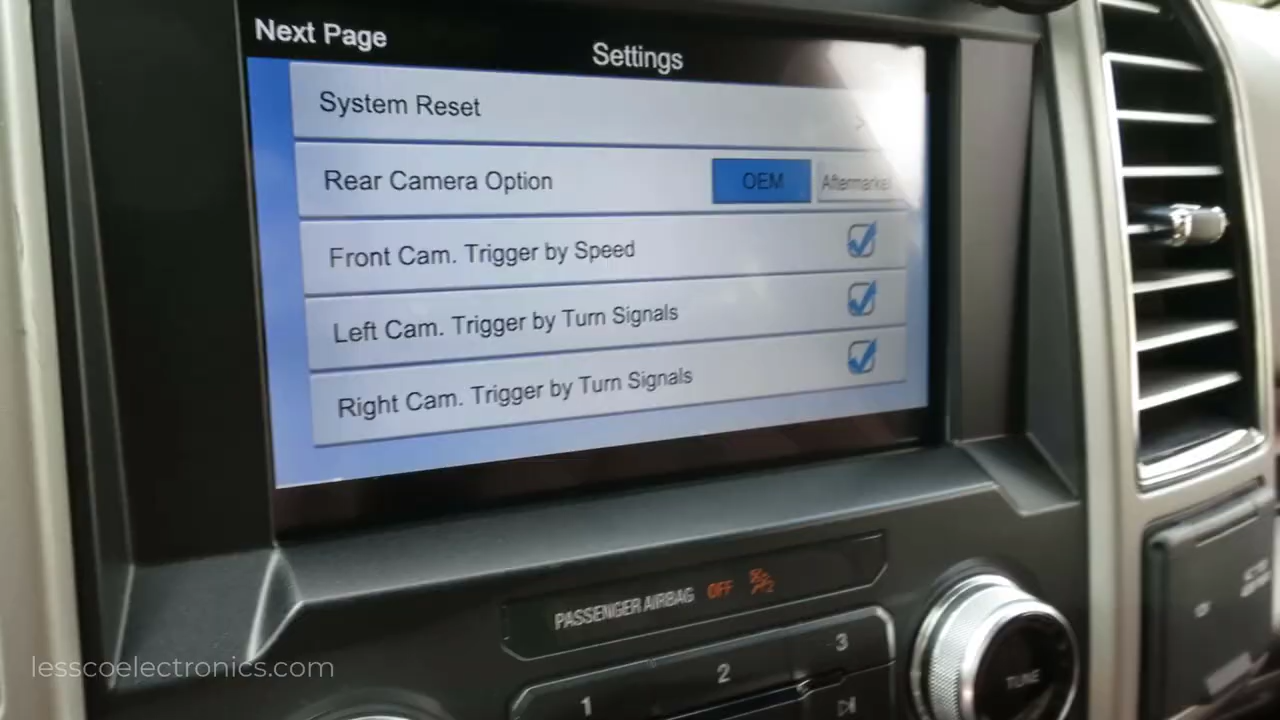 Next Page
Settings
System Reset
Rear Camera Option
OEM
Aftermarket
Front Cam. Trigger by Speed
Left Cam. Trigger by Turn Signals
Right Cam. Trigger by Turn Signals
PASSENGER AIRBAG OFF
1
2
3
TUNE
lesscoelectronics.com